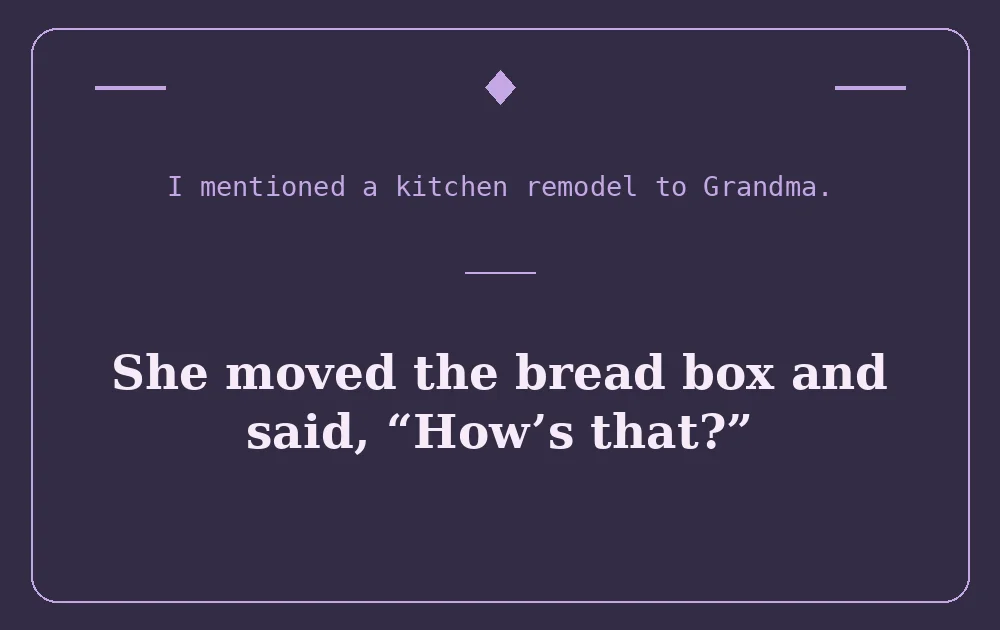 I mentioned a kitchen remodel to Grandma.
She moved the bread box and
said, “How’s that?”